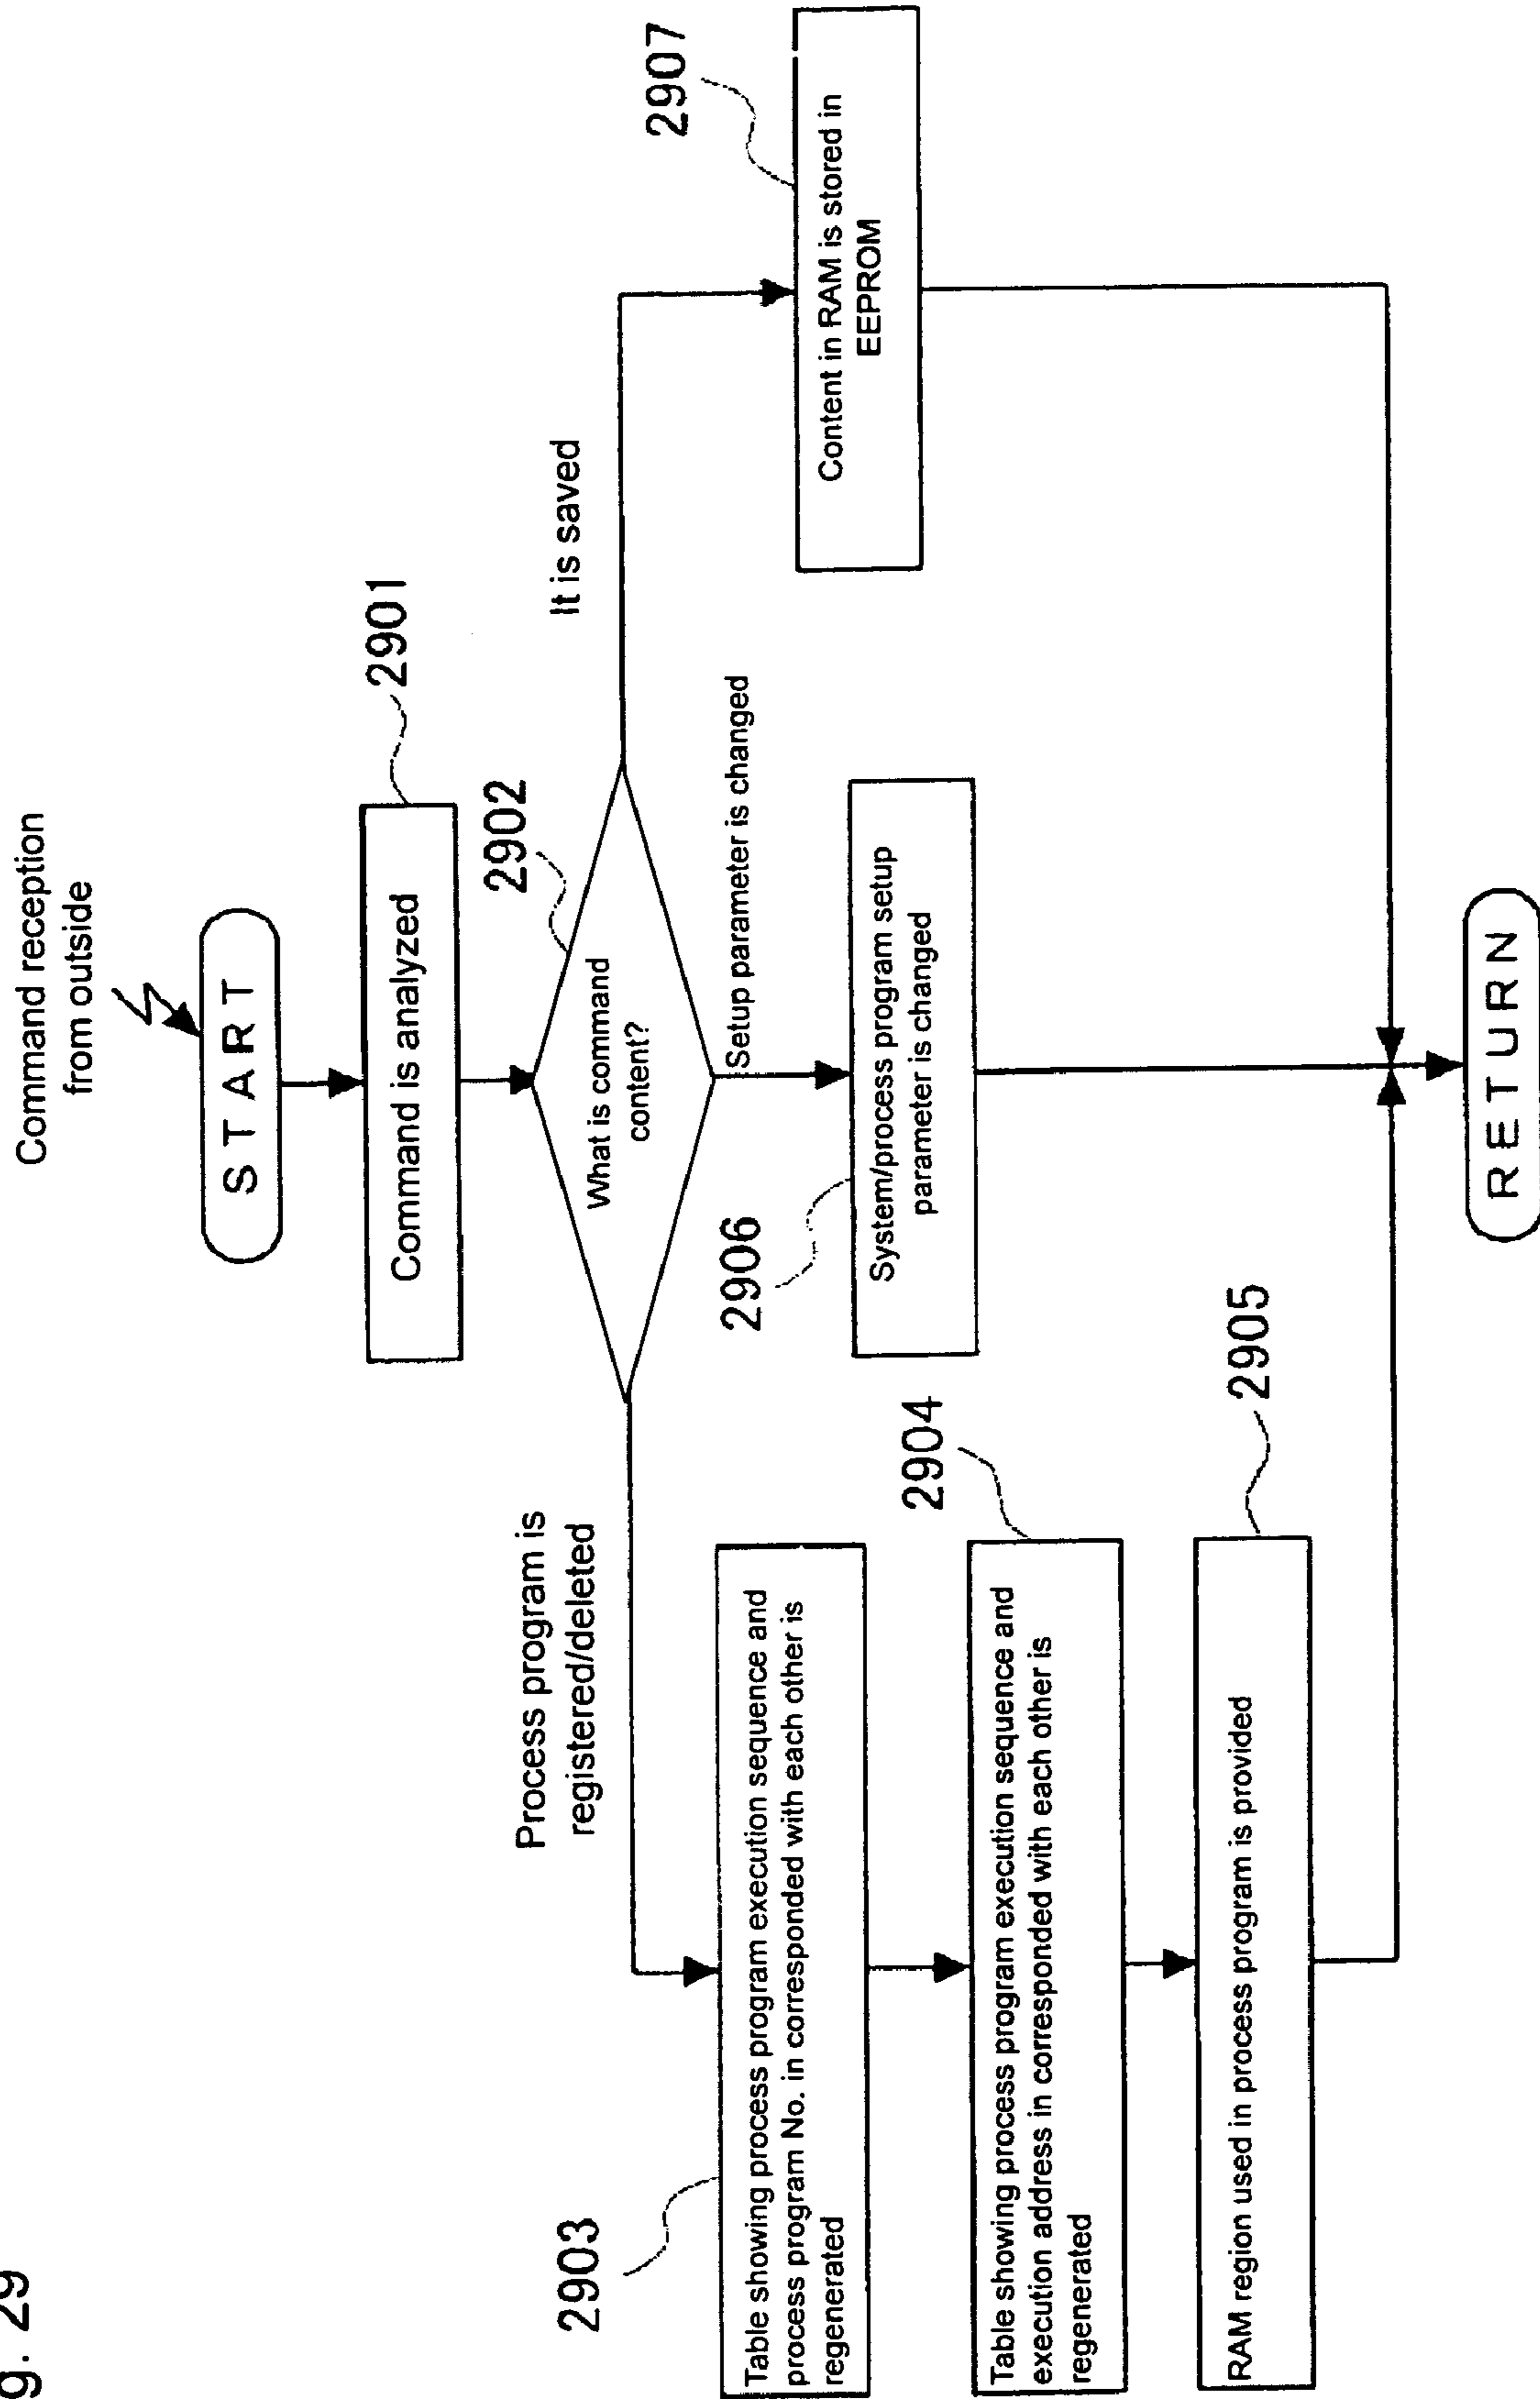 g. 29
Command reception
from outside
START
Command is analyzed
2901
What is command
content?
2902
Process program is
registered/deleted
Setup parameter is changed
It is saved
2903
Table showing process program execution sequence and
process program No. in corresponded with each other is
regenerated
2904
Table showing process program execution sequence and
execution address in corresponded with each other is
regenerated
2905
RAM region used in process program is provided
2906
System/process program setup
parameter is changed
2907
Content in RAM is stored in
EEPROM
RETURN